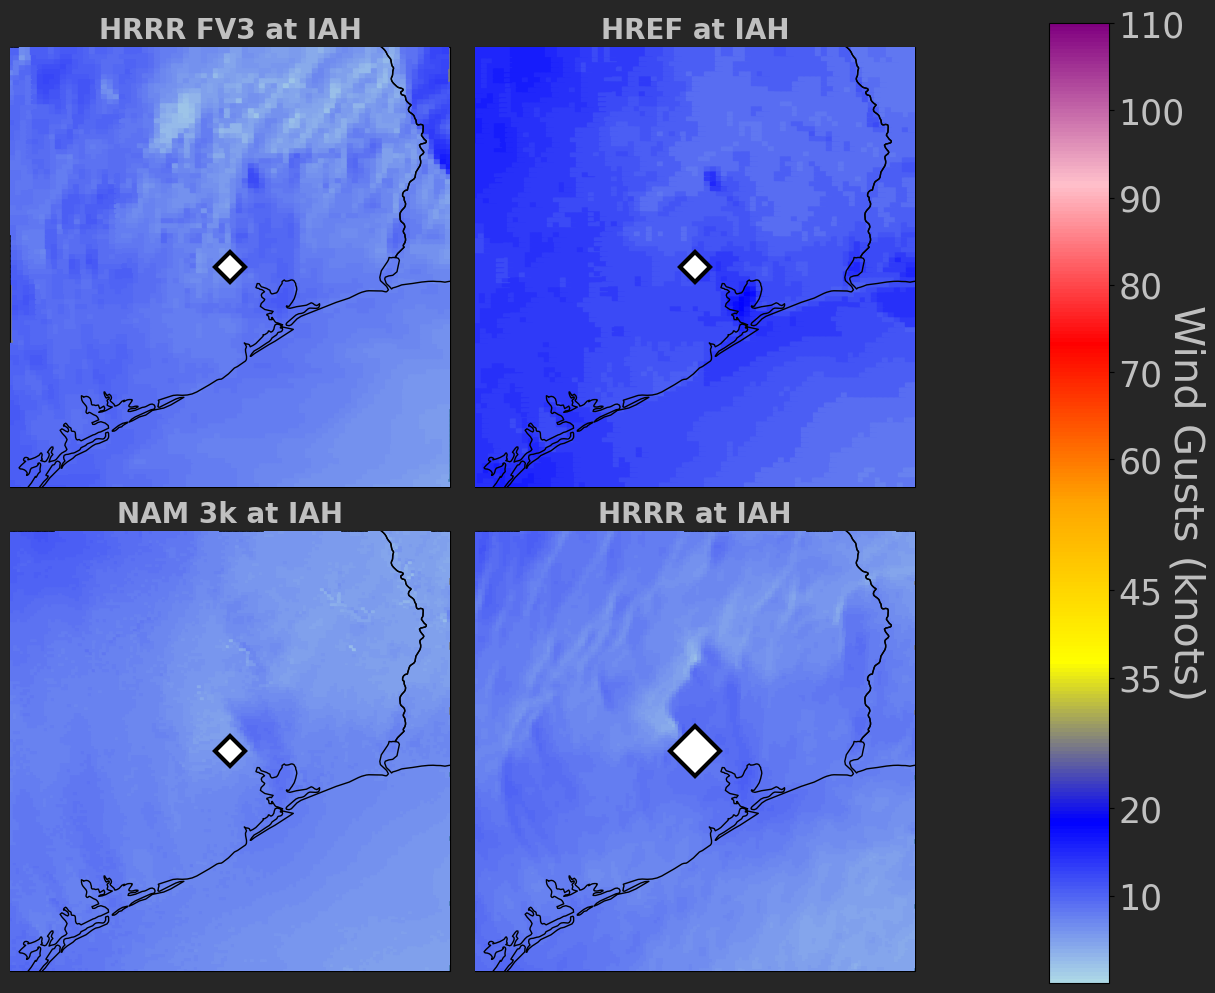 HRRR FV3 at IAH
HREF at IAH
NAM 3k at IAH
HRRR at IAH
110
100
90
80
70
60
45
35
20
10
Wind Gusts (knots)